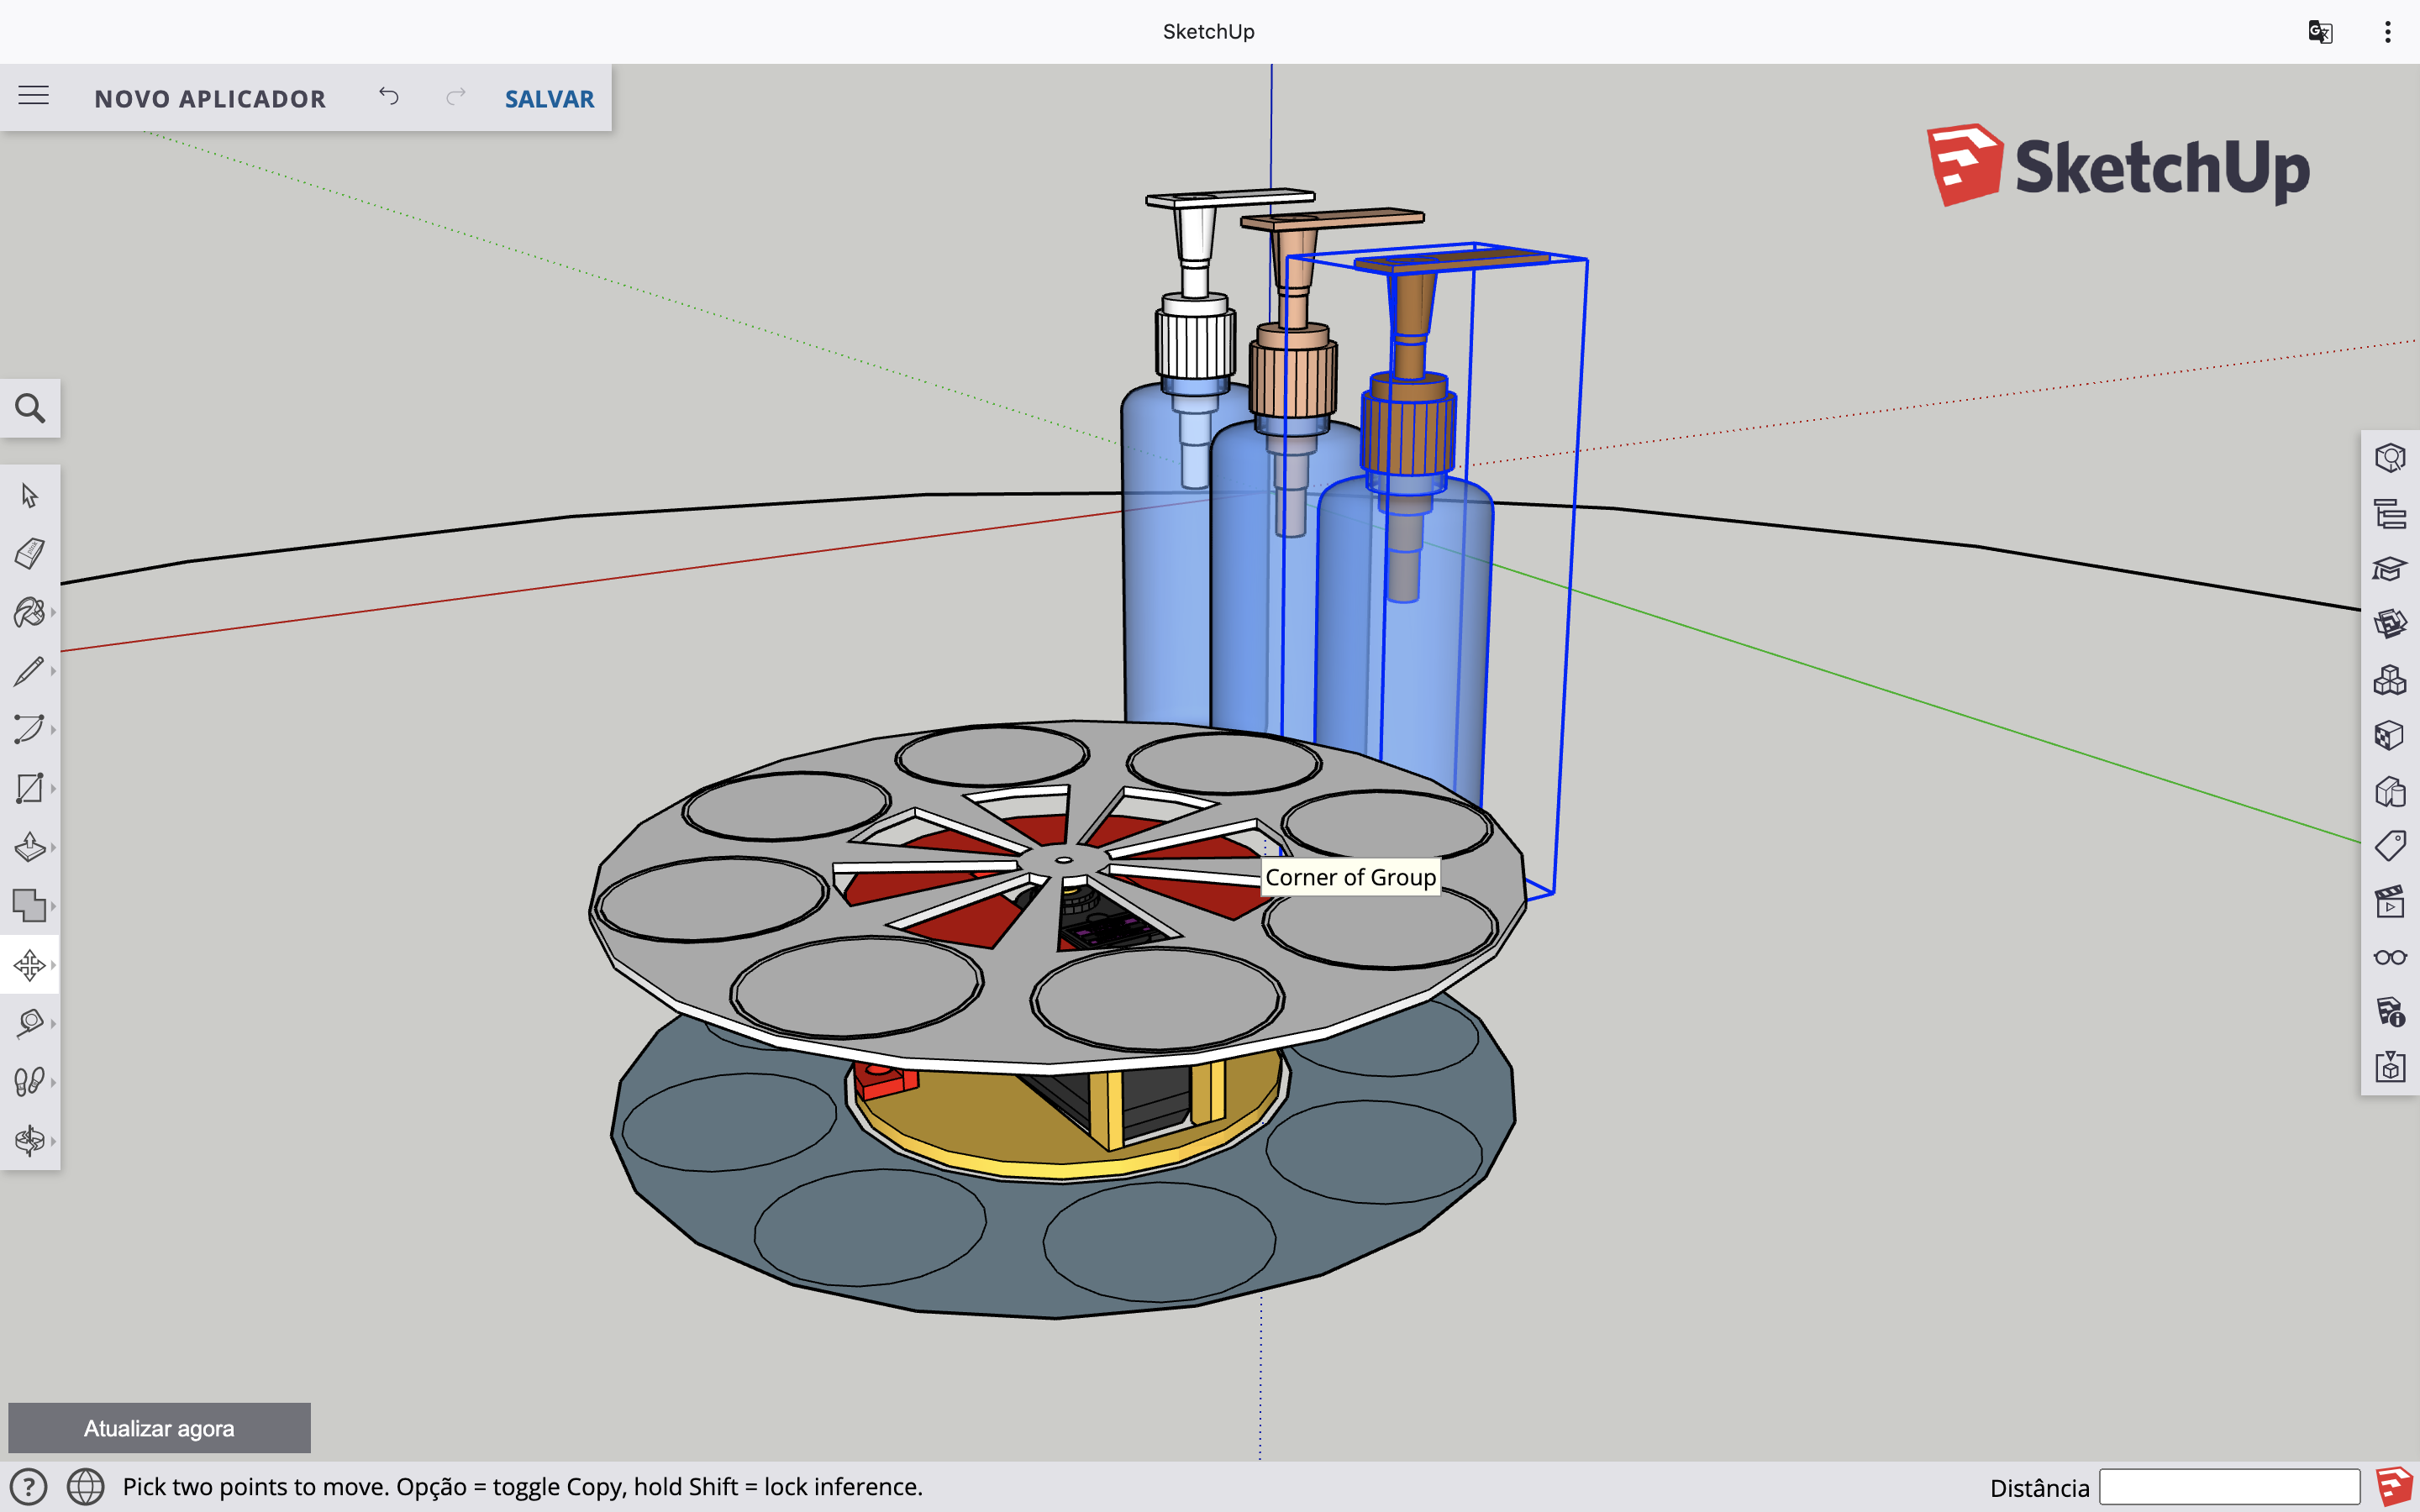 SketchUp
NOVO APLICADOR
SALVAR
SketchUp
Corner of Group
Atualizar agora
Pick two points to move. Opção = toggle Copy, hold Shift = lock inference.
Distância